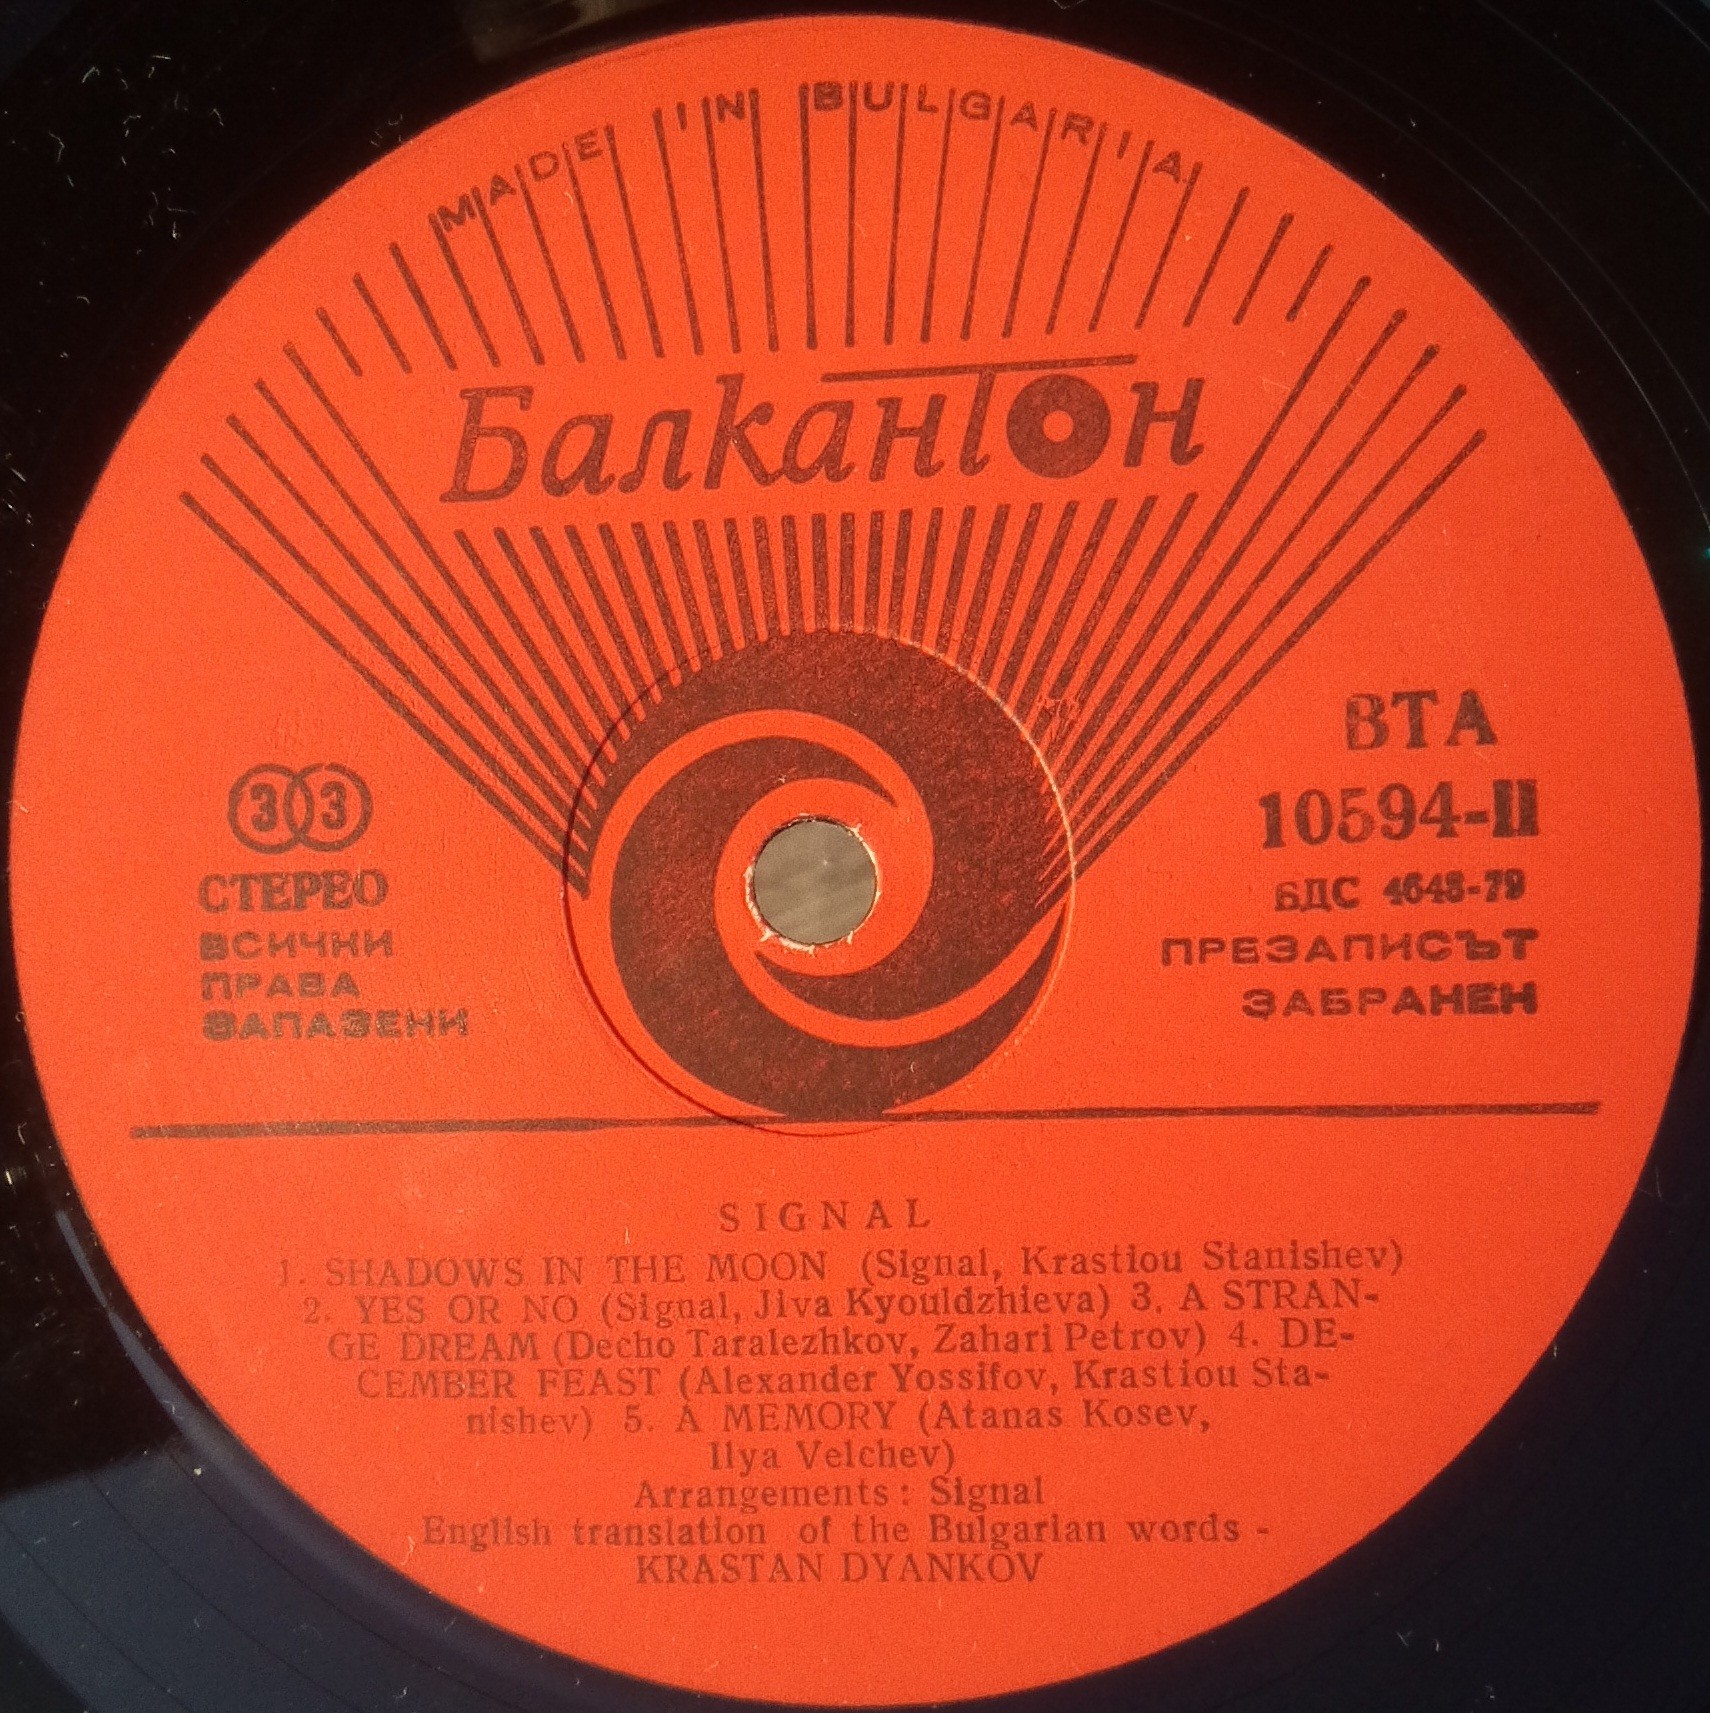 MADE IN BULGARIA
Балкантон
33
СТЕРЕО
ВСИЧКИ
ПРАВА
ЗАПАЗЕНИ
ВТА
10594-II
БДС 4648-79
ПРЕЗАПИСЪТ
ЗАБРАНЕН
SIGNAL
1. SHADOWS IN THE MOON (Signal, Krastiou Stanishev)
2. YES OR NO (Signal, Jiva Kyouldzhieva) 3. A STRAN-
GE DREAM (Decho Taralezhkov, Zahari Petrov) 4. DE-
CEMBER FEAST (Alexander Yossifov, Krastiou Sta-
nishev) 5. A MEMORY (Atanas Kosev,
Ilya Velchev)
Arrangements: Signal
English translation of the Bulgarian words -
KRASTAN DYANKOV